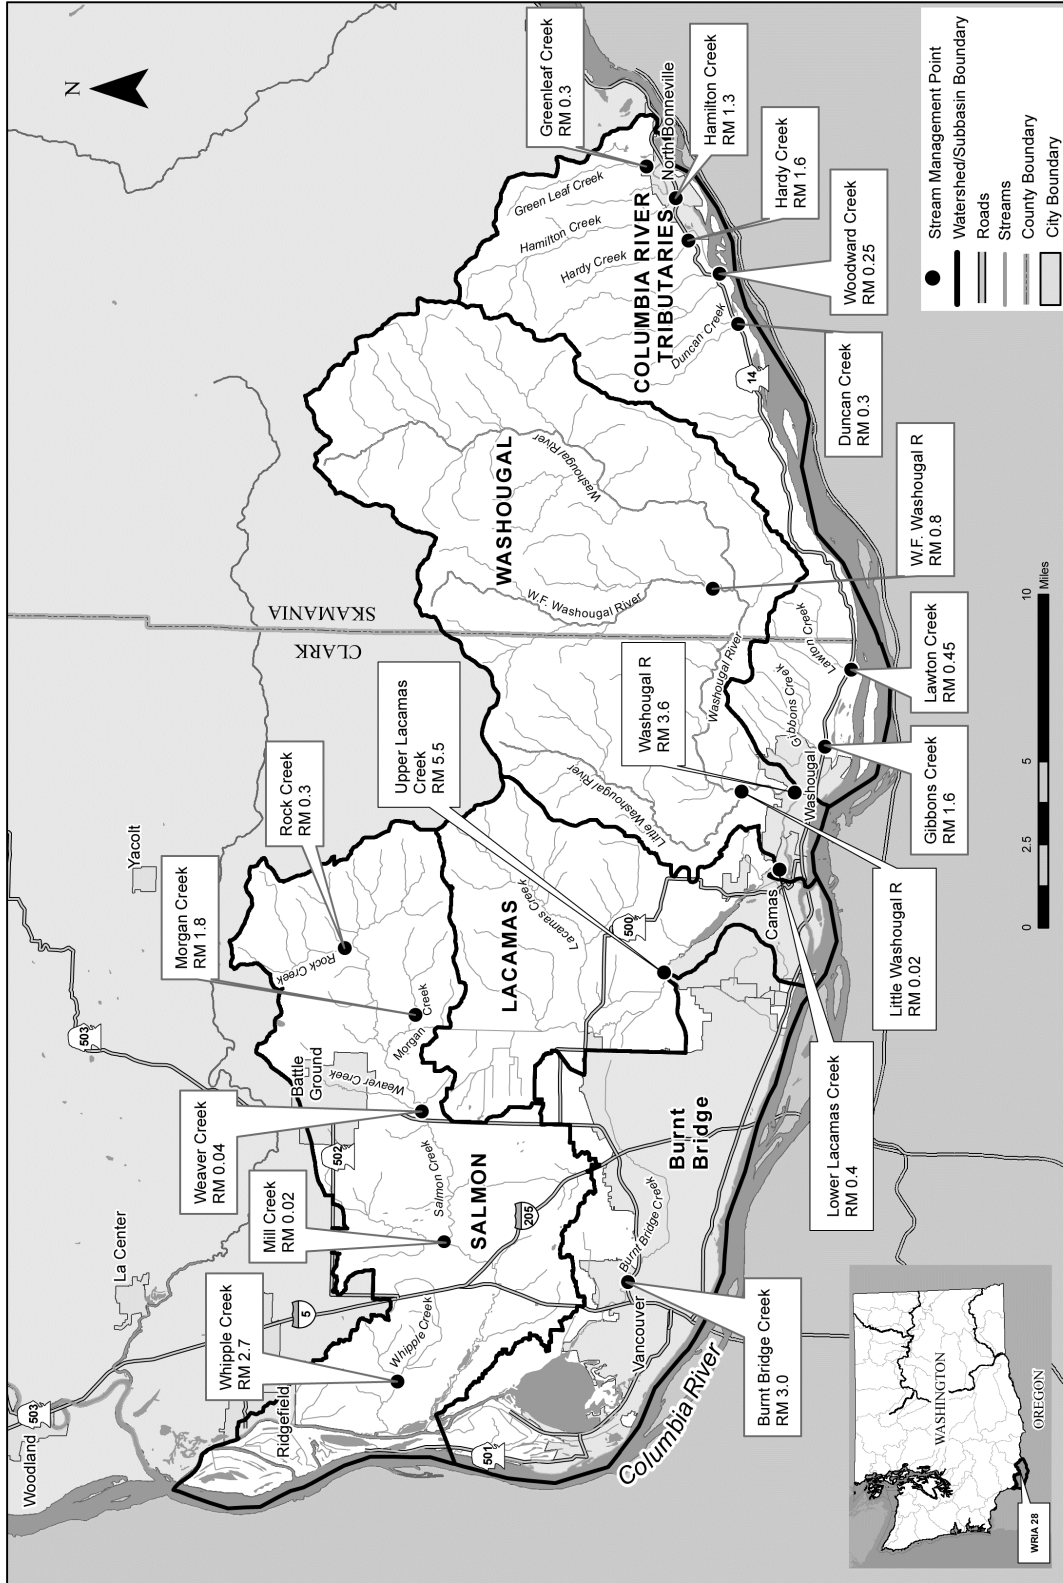 N
Woodland
503
503
La Center
Yacolt
Ridgefield
5
502
Battle
Ground
Whipple Creek
RM 2.7
Mill Creek
RM 0.02
Weaver Creek
RM 0.04
Morgan Creek
RM 1.8
Rock Creek
RM 0.3
Upper Lacamas
Creek
RM 5.5
CLARK
SKAMANIA
Washougal R
RM 3.6
Greenleaf Creek
RM 0.3
Hamilton Creek
RM 1.3
Hardy Creek
RM 1.6
Woodward Creek
RM 0.25
Duncan Creek
RM 0.3
W.F. Washougal R
RM 0.8
Lawton Creek
RM 0.45
Gibbons Creek
RM 1.6
Little Washougal R
RM 0.02
Lower Lacamas Creek
RM 0.4
Burnt Bridge Creek
RM 3.0
Whipple Creek
Salmon Creek
Weaver Creek
Morgan
Creek
Rock Creek
SALMON
205
LACAMAS
Lacamas Creek
500
WASHOUGAL
Washougal River
W.F. Washougal River
Little Washougal River
Washougal River
Green Leaf Creek
Hamilton Creek
Hardy Creek
COLUMBIA RIVER
TRIBUTARIES
Duncan Creek
North Bonneville
14
Lawton Creek
Gibbons Creek
Washougal
Camas
Burnt
Bridge
Burnt Bridge Creek
Vancouver
501
Columbia River
WASHINGTON
OREGON
WRIA 28
0
2.5
5
10
Miles
Stream Management Point
Watershed/Subbasin Boundary
Roads
Streams
County Boundary
City Boundary